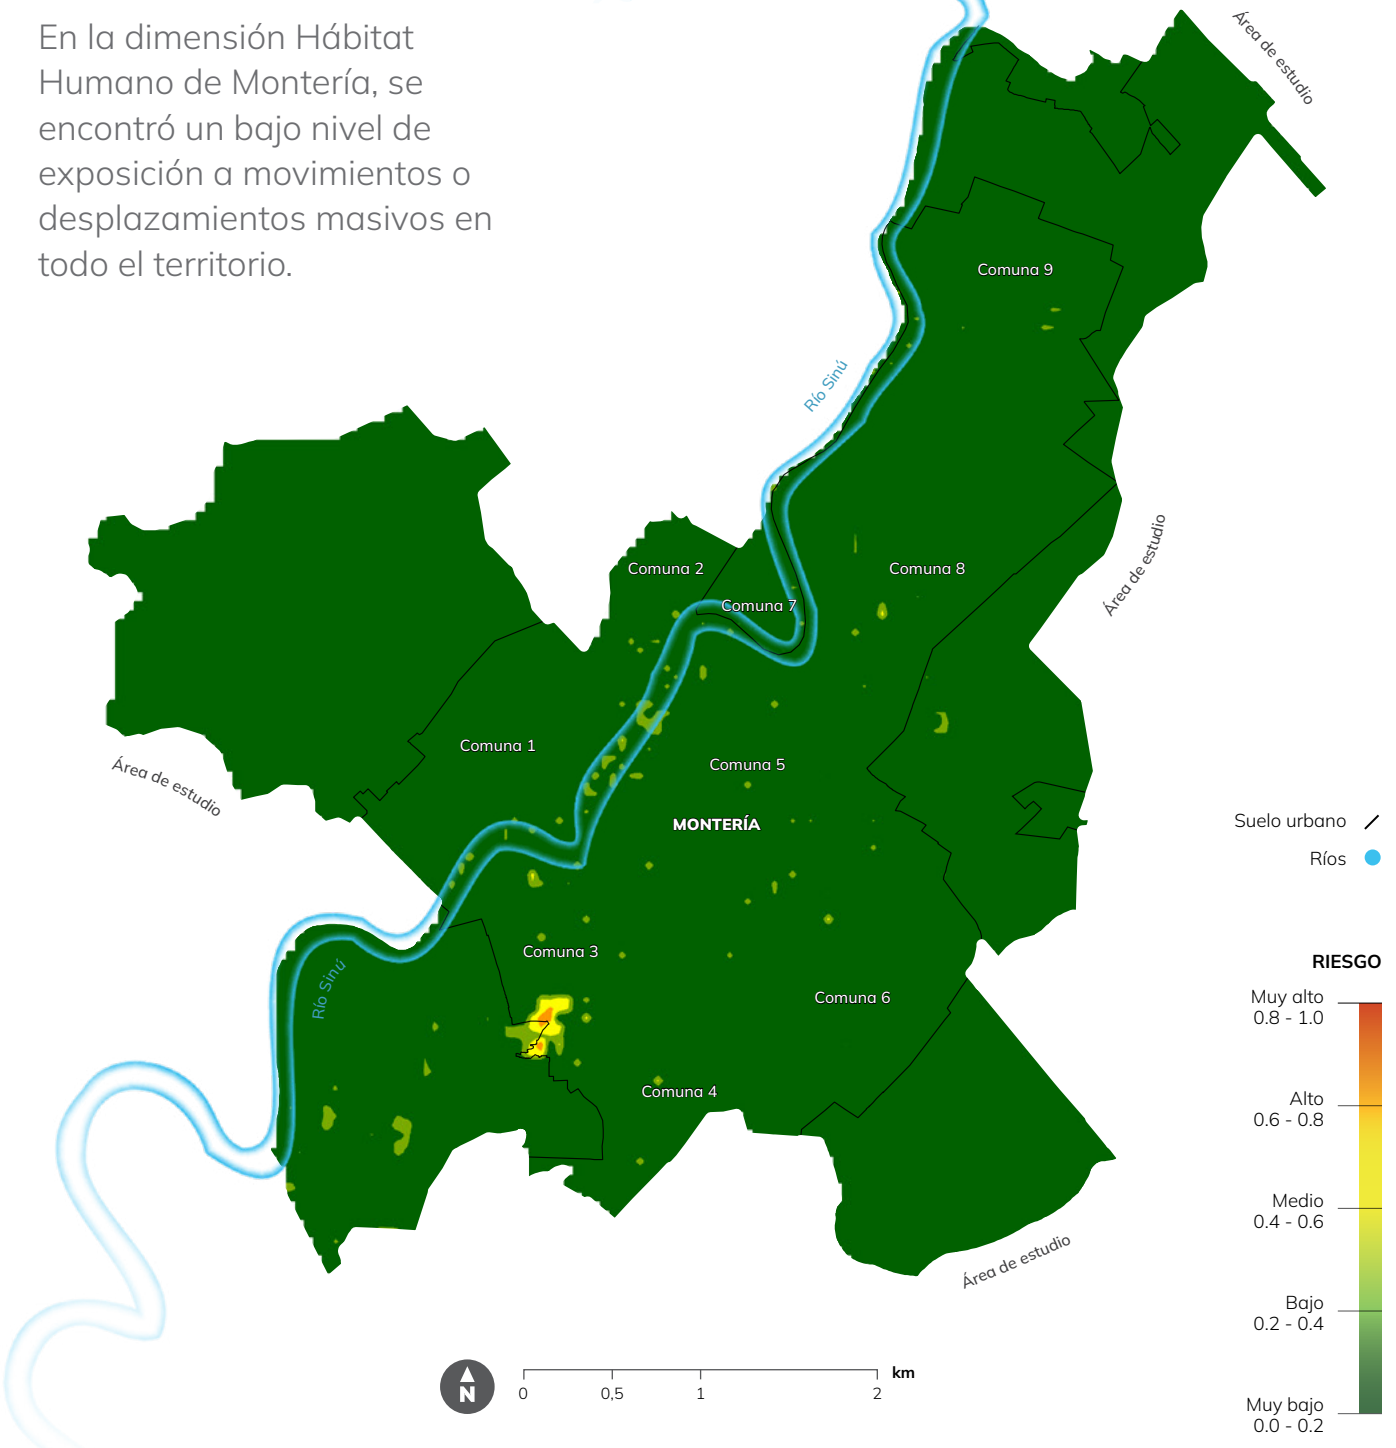 En la dimensión Hábitat
Humano de Montería, se
encontró un bajo nivel de
exposición a movimientos o
desplazamientos masivos en
todo el territorio.
Área de estudio
Comuna 9
Río Sinú
Área de estudio
Comuna 2
Comuna 8
Comuna 7
Comuna 1
Comuna 5
Área de estudio
MONTERÍA
Suelo urbano
Ríos
Comuna 3
Río Sinú
Comuna 6
Comuna 4
Área de estudio
RIESGO
Muy alto
0.8 - 1.0
Alto
0.6 - 0.8
Medio
0.4 - 0.6
Bajo
0.2 - 0.4
Muy bajo
0.0 - 0.2
N
km
0 0,5 1 2